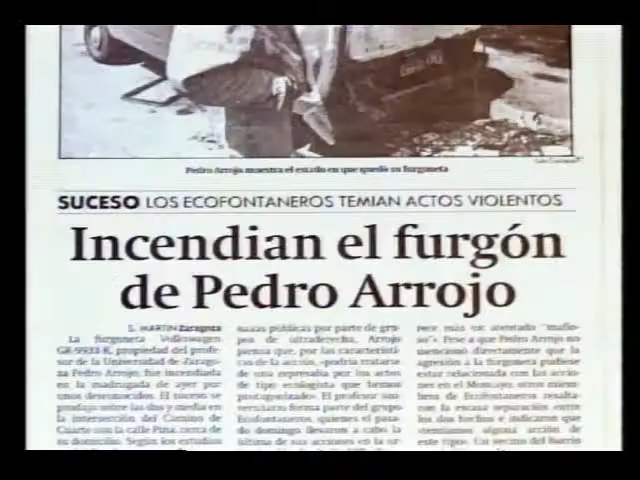 Pedro Arrojo muestra el estado en que quedó su furgoneta
SUCESO LOS ECOFONTANEROS TEMIAN ACTOS VIOLENTOS
Incendian el furgón
de Pedro Arrojo
S. MARTIN Zaragoza
La furgoneta Volkswagen
GR-9933-K, propiedad del profe-
sor de la Universidad de Zarago-
za Pedro Arrojo, fue incendiada
en la madrugada de ayer por
unos desconocidos. El suceso se
produjo sobre las dos y media en
la intersección del Camino de
Cuarte con la calle Pina, cerca de
su domicilio. Según los estudios
públicas por parte de gru-
pos de ultraderecha, Arrojo
piensa que, por las característi-
cas de la acción, «podría tratarse
de una represalia por los actos
de tipo ecologista que hemos
protagonizado». El profesor uni-
versitario forma parte del grupo
Ecofontaneros, quienes el pasa-
do domingo llevaron a cabo la
última de sus acciones en la
rece más un atentado "mafio-
so"». Pese a que Pedro Arrojo no
mencionó directamente que la
agresión a la furgoneta pudiese
estar relacionada con las accio-
nes en el Moncayo, otros miem-
bros de Ecofontaneros resalta-
ron la escasa separación entre
los dos hechos e indicaron que
«temíamos alguna acción de
este tipo». Un vecino del Barrio